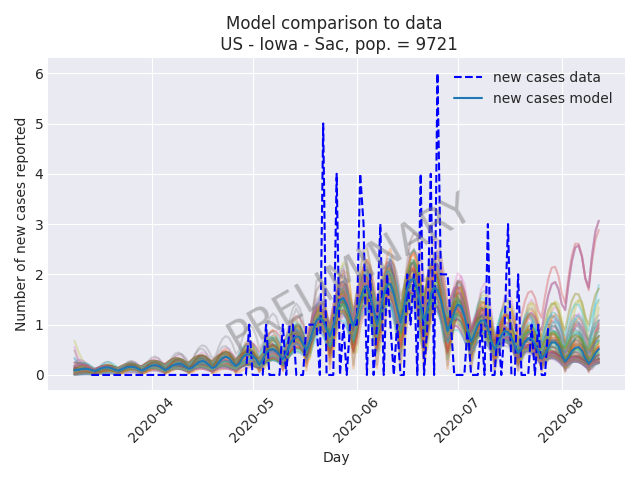 Model comparison to data
US - Iowa - Sac, pop. = 9721
new cases data
new cases model
PRELIMINARY
Number of new cases reported
6
5
4
3
2
1
0
2020-04
2020-05
2020-06
2020-07
2020-08
Day